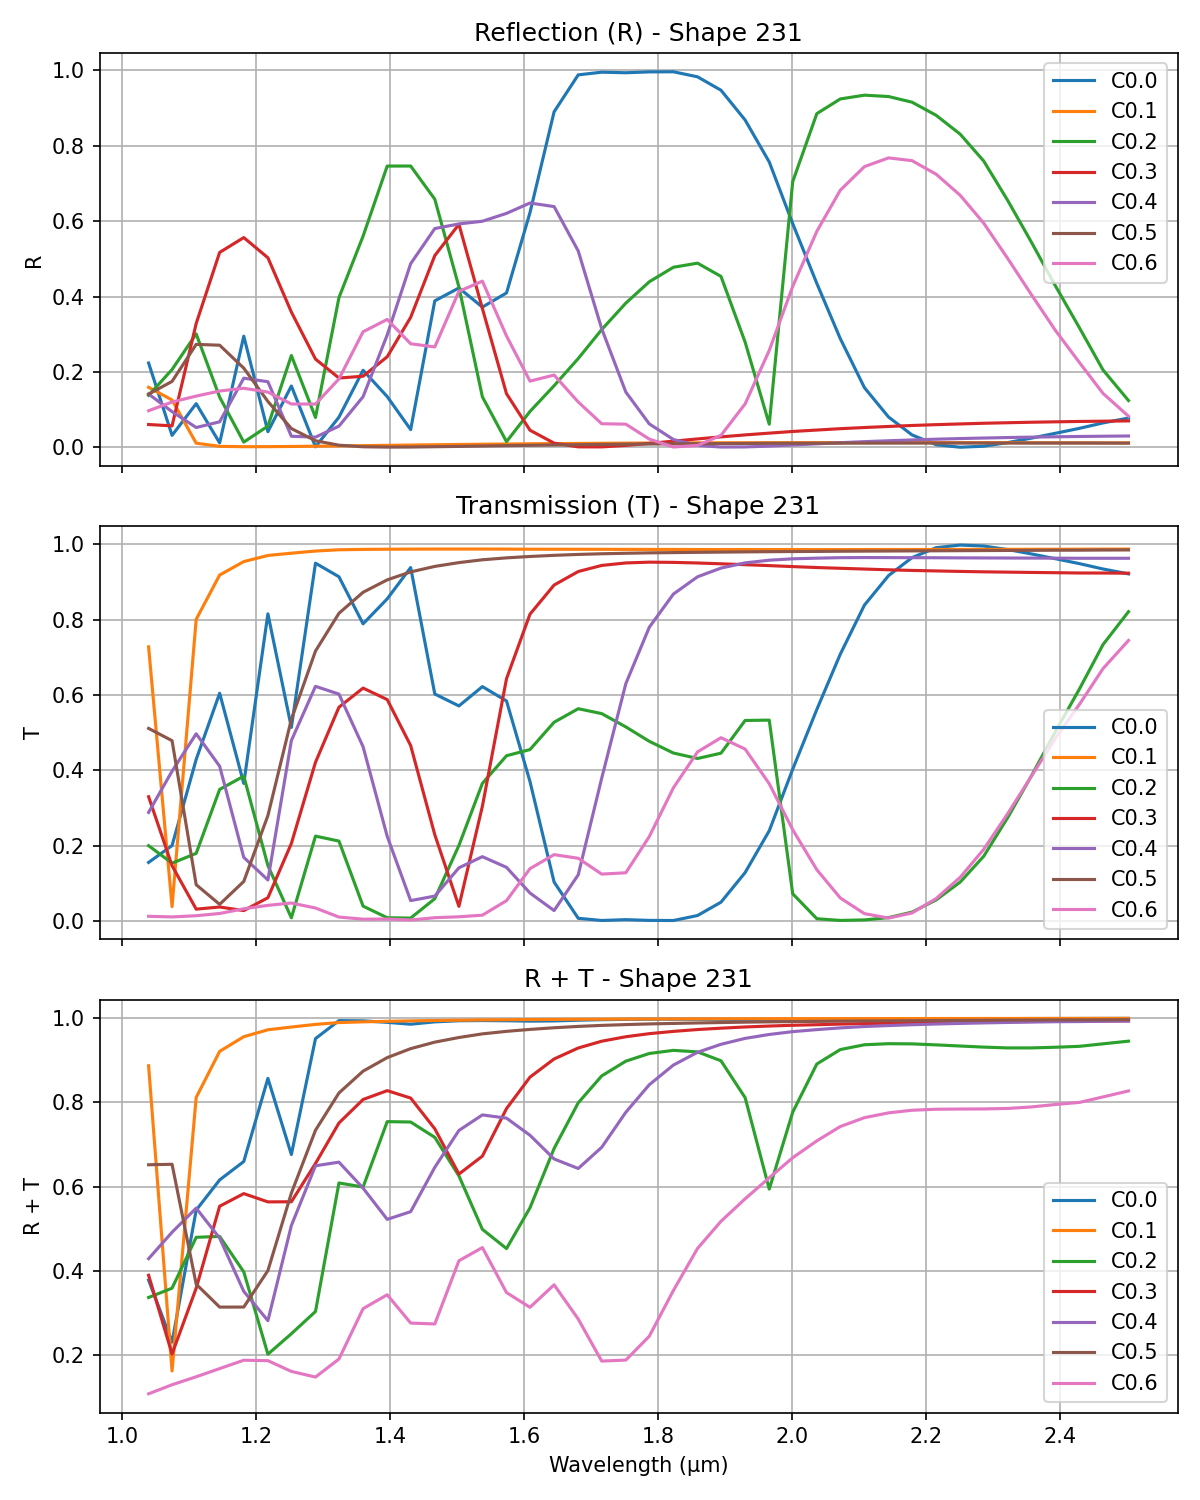 Reflection (R) - Shape 231
1.0
0.8
0.6
0.4
0.2
0.0
R
C0.0
C0.1
C0.2
C0.3
C0.4
C0.5
C0.6
Transmission (T) - Shape 231
1.0
0.8
0.6
0.4
0.2
0.0
T
C0.0
C0.1
C0.2
C0.3
C0.4
C0.5
C0.6
R + T - Shape 231
1.0
0.8
0.6
0.4
0.2
R + T
C0.0
C0.1
C0.2
C0.3
C0.4
C0.5
C0.6
1.0 1.2 1.4 1.6 1.8 2.0 2.2 2.4
Wavelength (μm)